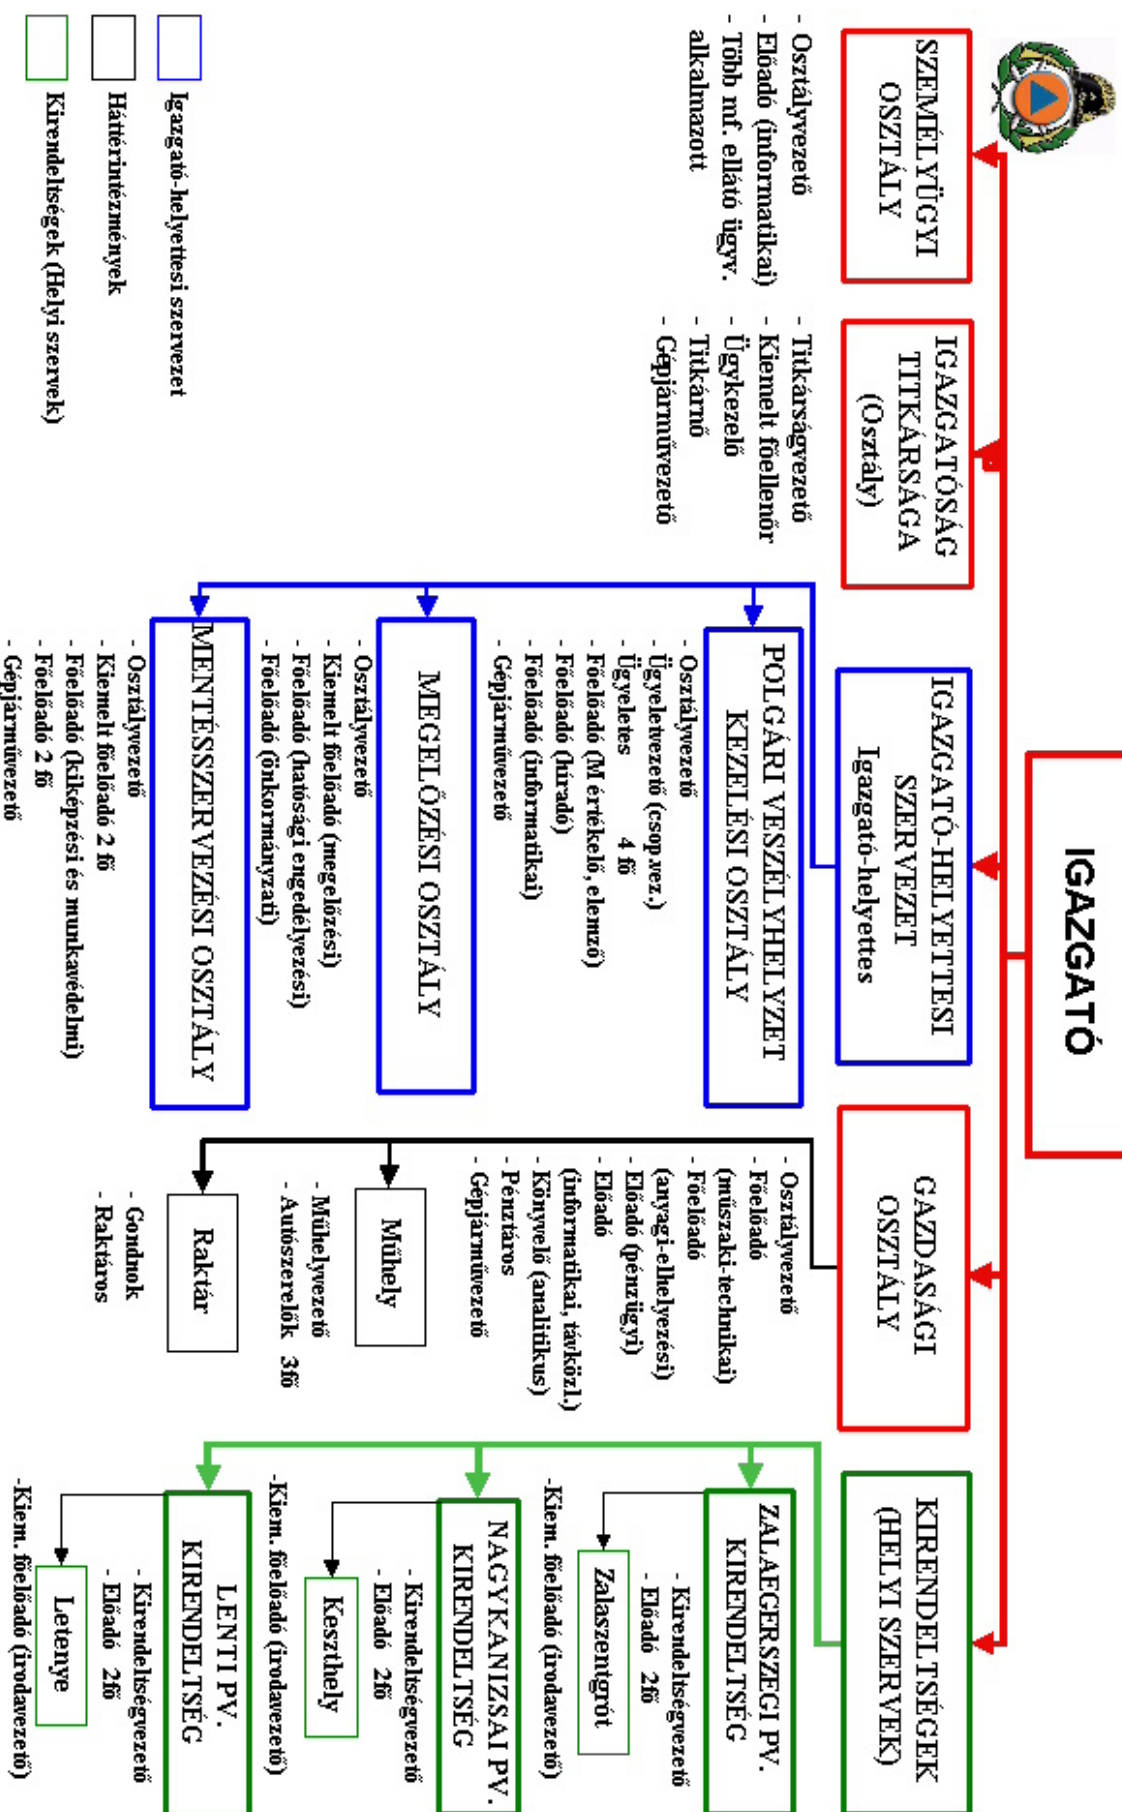 IGAZGATÓ
SZEMÉLYÜGYI
OSZTÁLY
- Osztályvezető
- Előadó (informatikai)
- Több mf. ellátó ügyv.
alkalmazott
IGAZGATÓSÁG
TITKÁRSÁGA
(Osztály)
- Titkárságvezető
- Kiemelt főellenőr
- Ügykezelő
- Titkárnő
- Gépjárművezető
IGAZGATÓ-HELYETTESI
SZERVEZET
Igazgató-helyettes
POLGÁRI VESZÉLYHELYZET
KEZELÉSI OSZTÁLY
- Osztályvezető
- Ügyeletvezető (csop.vez.)
- Ügyeletes 4 fő
- Főelőadó (M értékelő, elemző)
- Főelőadó (híradó)
- Főelőadó (informatikai)
- Gépjárművezető
MEGELŐZÉSI OSZTÁLY
- Osztályvezető
- Kiemelt főelőadó (megelőzési)
- Főelőadó (hatósági engedélyezési)
- Főelőadó (önkormányzati)
MENTÉSSZERVEZÉSI OSZTÁLY
- Osztályvezető
- Kiemelt főelőadó 2 fő
- Főelőadó (kiképzési és munkavédelmi)
- Főelőadó 2 fő
- Gépjárművezető
GAZDASÁGI
OSZTÁLY
- Osztályvezető
- Főelőadó
(műszaki-technikai)
- Főelőadó
(anyagi-elhelyezési)
- Előadó (pénzügyi)
- Előadó
(informatikai, távközl.)
- Könyvelő (analitikus)
- Pénztáros
- Gépjárművezető
Műhely
- Műhelyvezető
- Autószerelők 3fő
Raktár
- Gondnok
- Raktáros
KIRENDELTSÉGEK
(HELYI SZERVEK)
ZALAEGERSZEGI PV.
KIRENDELTSÉG
- Kirendeltségvezető
- Előadó 2fő
Zalaszentgrót
-Kiem. főelőadó (irodavezető)
NAGYKANIZSAI PV.
KIRENDELTSÉG
- Kirendeltségvezető
- Előadó 2fő
Keszthely
-Kiem. főelőadó (irodavezető)
LENTI PV.
KIRENDELTSÉG
- Kirendeltségvezető
- Előadó 2fő
Letenye
-Kiem. főelőadó (irodavezető)
Igazgató-helyettesi szervezet
Háttérintézmények
Kirendeltségek (Helyi szervek)